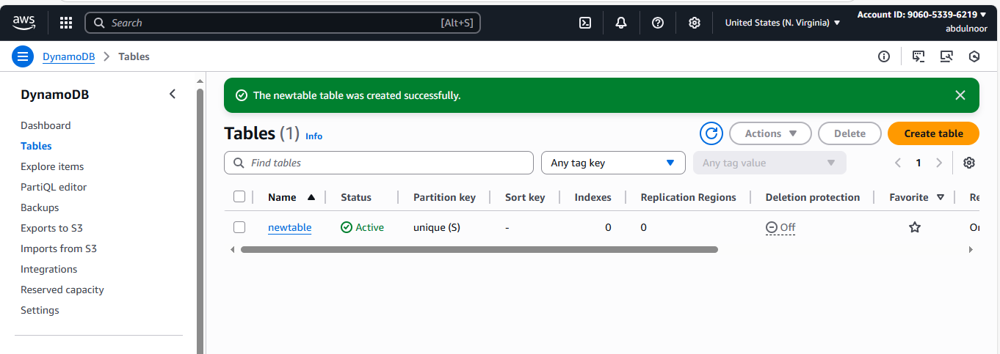 aws
Search [Alt+S]
United States (N. Virginia)
Account ID: 9060-5339-6219
abdulnoor
DynamoDB > Tables
DynamoDB
Dashboard
Tables
Explore items
PartiQL editor
Backups
Exports to S3
Imports from S3
Integrations
Reserved capacity
Settings
The newtable table was created successfully.
Tables (1) Info
Actions
Delete
Create table
Find tables
Any tag key
Any tag value
1
Name Status Partition key Sort key Indexes Replication Regions Deletion protection Favorite Re
newtable Active unique (S) - 0 0 Off